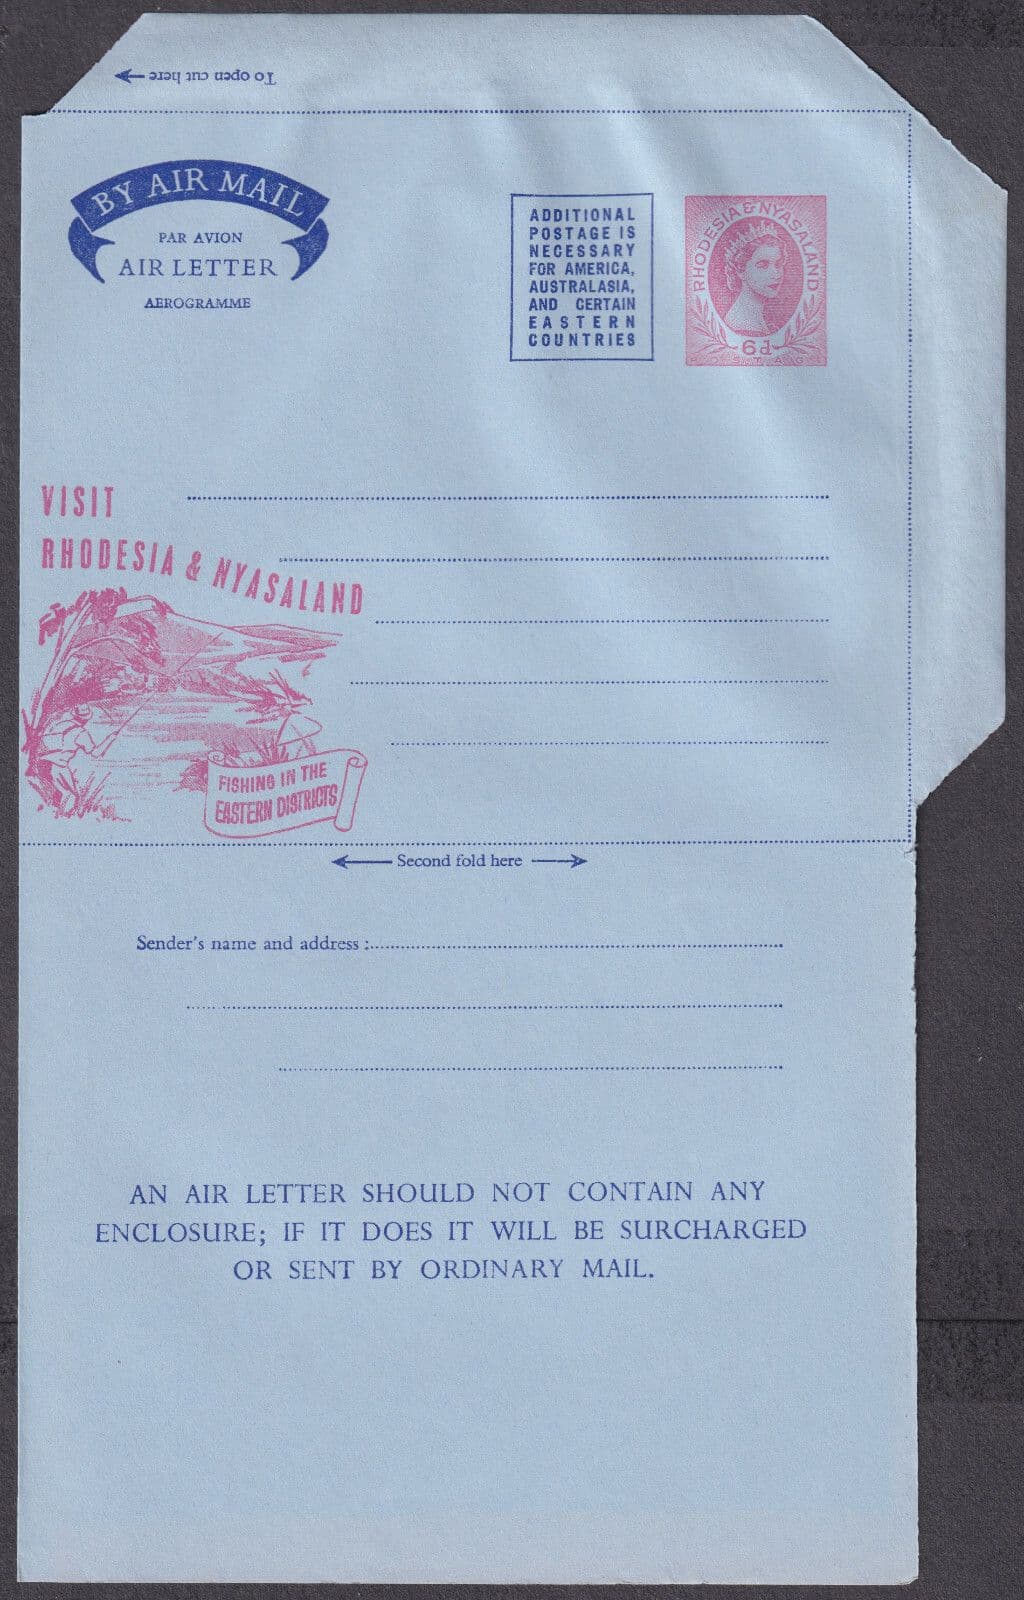 To open cut here
BY AIR MAIL
PAR AVION
AIR LETTER
AEROGRAMME
ADDITIONAL
POSTAGE IS
NECESSARY
FOR AMERICA,
AUSTRALASIA,
AND CERTAIN
EASTERN
COUNTRIES
RHODESIA & NYASALAND
6d
POSTAGE
VISIT
RHODESIA & NYASALAND
FISHING IN THE
EASTERN DISTRICTS
Second fold here
Sender's name and address :
AN AIR LETTER SHOULD NOT CONTAIN ANY
ENCLOSURE; IF IT DOES IT WILL BE SURCHARGED
OR SENT BY ORDINARY MAIL.